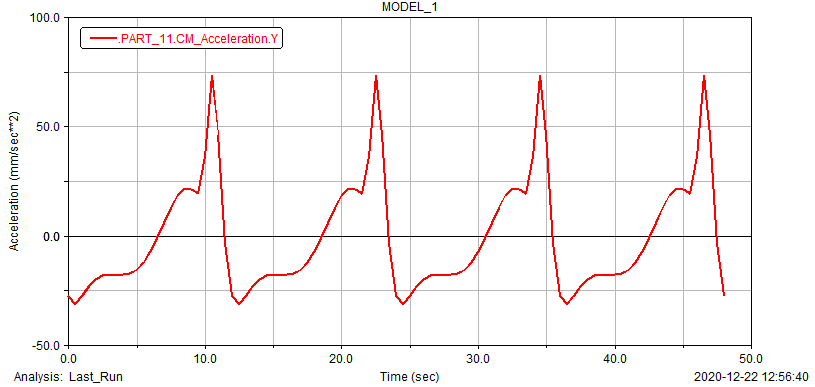 MODEL_1
100.0
.PART_11.CM_Acceleration.Y
50.0
Acceleration (mm/sec**2)
0.0
-50.0
0.0 10.0 20.0 30.0 40.0 50.0
Analysis: Last_Run Time (sec) 2020-12-22 12:56:40